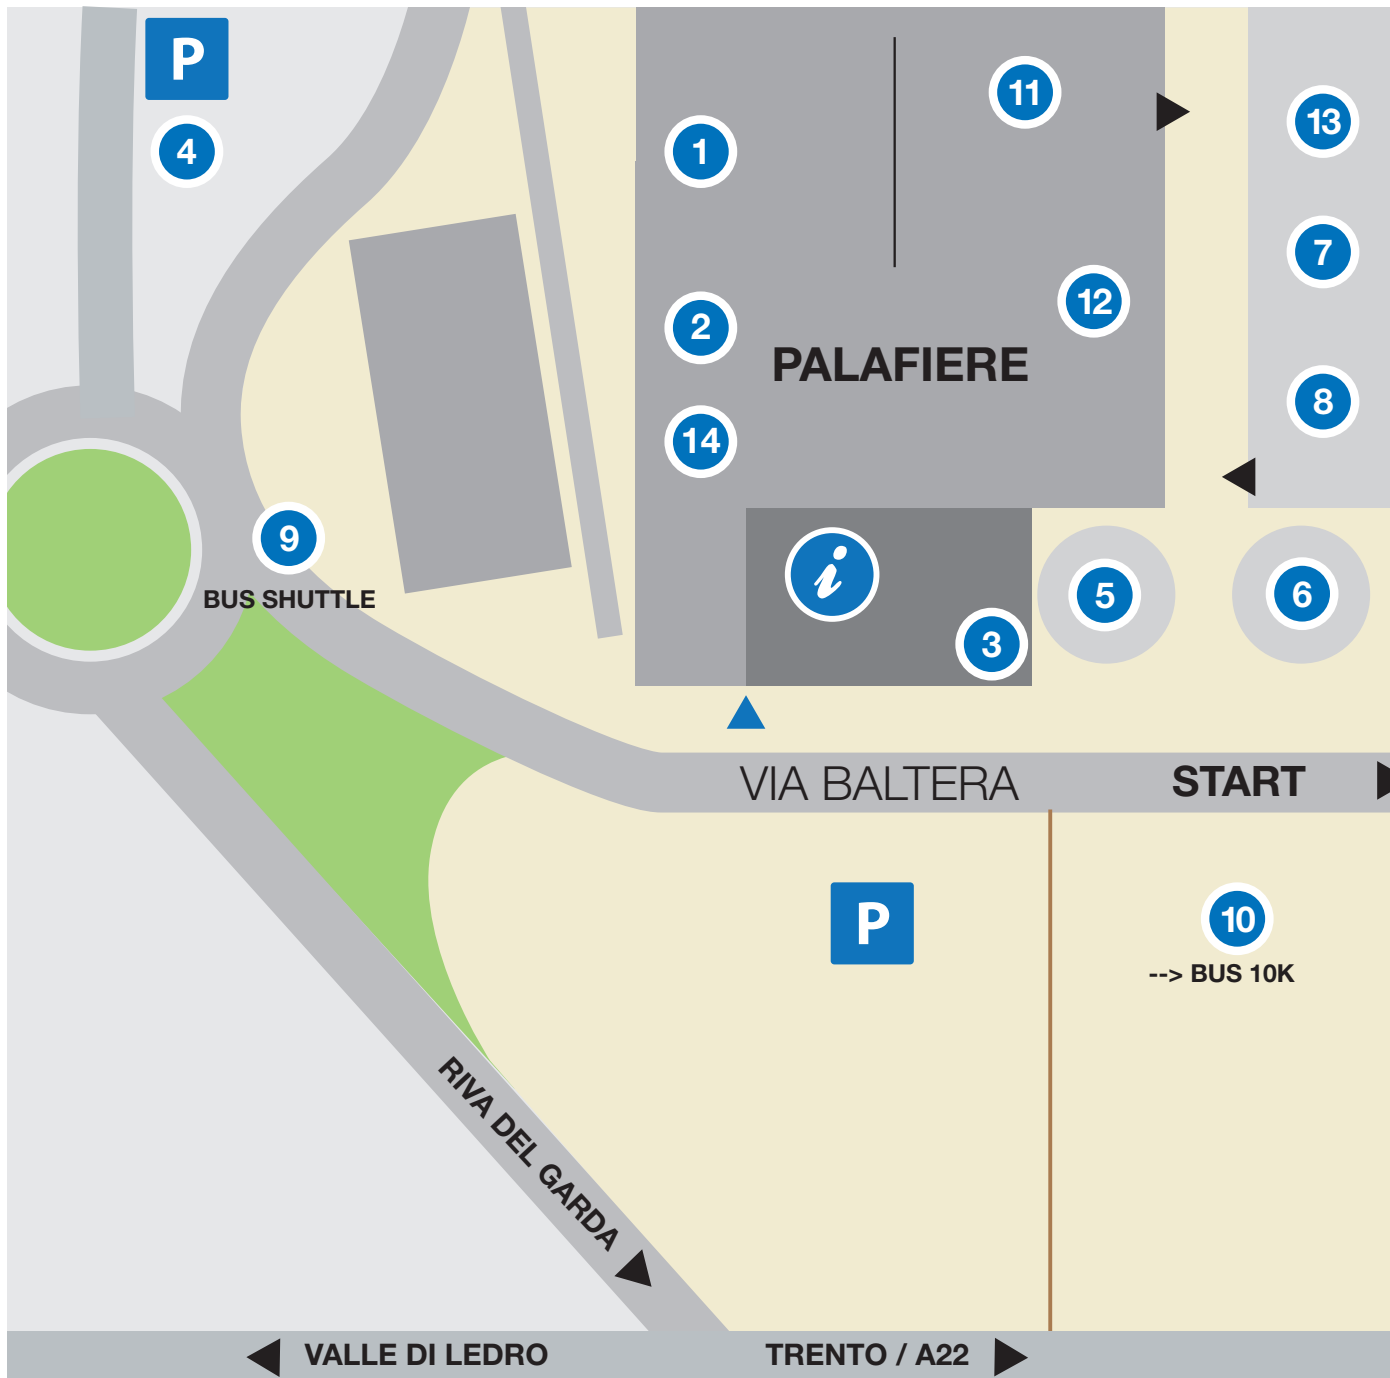 P
4
1
11
13
7
2
12
PALAFIERE
8
14
9
BUS SHUTTLE
i
5
6
3
VIA BALTERA
START
P
10
--> BUS 10K
RIVA DEL GARDA
VALLE DI LEDRO
TRENTO / A22